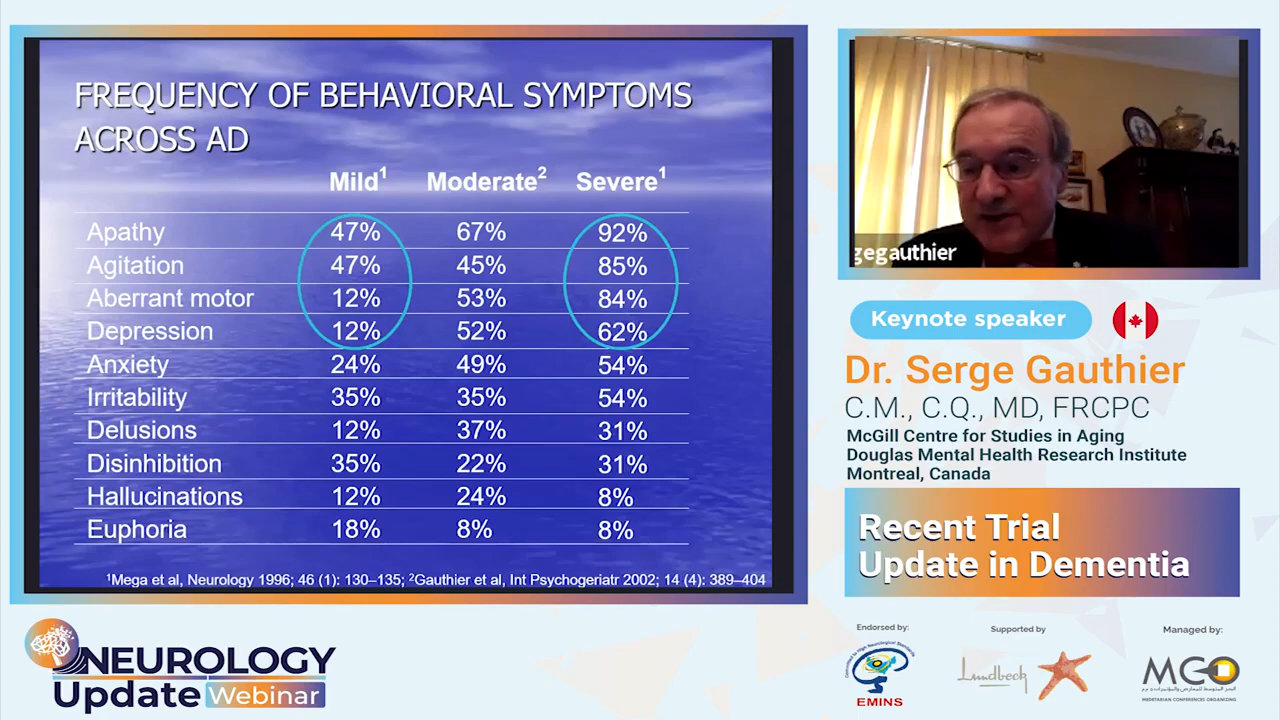 FREQUENCY OF BEHAVIORAL SYMPTOMS
ACROSS AD
Mild1 Moderate2 Severe1
Apathy 47% 67% 92%
Agitation 47% 45% 85%
Aberrant motor 12% 53% 84%
Depression 12% 52% 62%
Anxiety 24% 49% 54%
Irritability 35% 35% 54%
Delusions 12% 37% 31%
Disinhibition 35% 22% 31%
Hallucinations 12% 24% 8%
Euphoria 18% 8% 8%
1Mega et al, Neurology 1996; 46 (1): 130–135; 2Gauthier et al, Int Psychogeriatr 2002; 14 (4): 389–404
gegauthier
Keynote speaker
Dr. Serge Gauthier
C.M., C.Q., MD, FRCPC
McGill Centre for Studies in Aging
Douglas Mental Health Research Institute
Montreal, Canada
Recent Trial
Update in Dementia
NEUROLOGY
Update Webinar
Endorsed by:
EMINS
Supported by
Lundbeck
Managed by:
MCO
MEDITARIAN CONFERENCES ORGANIZING